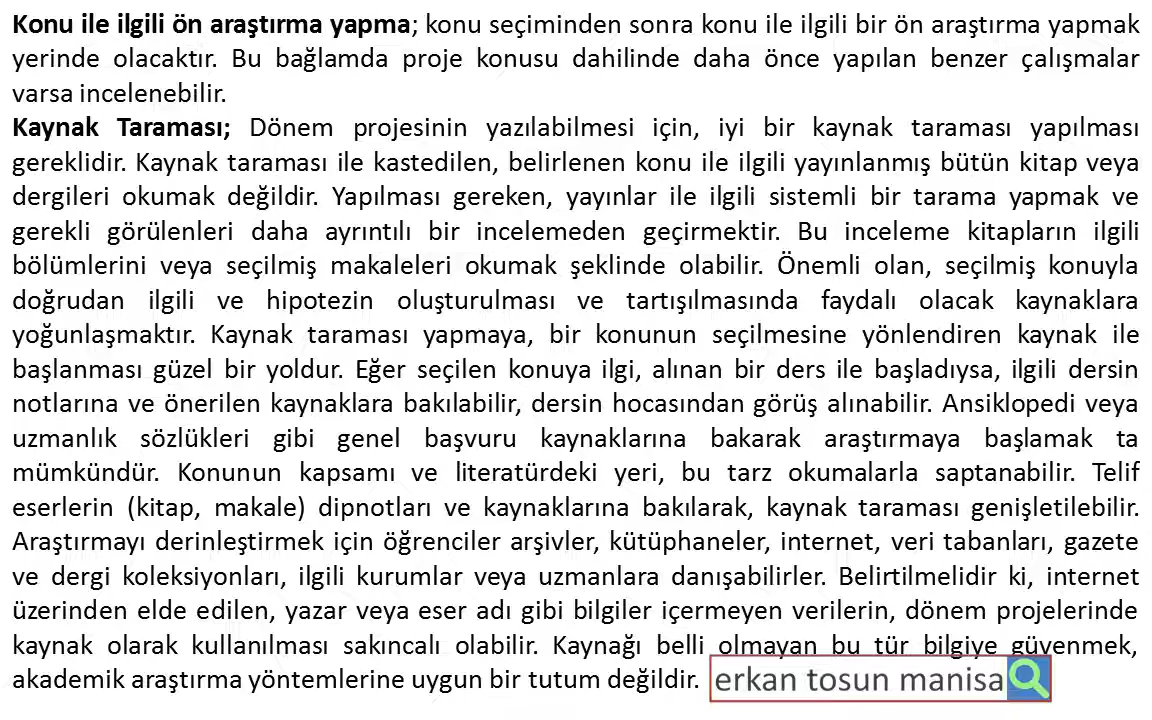 Konu ile ilgili ön araştırma yapma; konu seçiminden sonra konu ile ilgili bir ön araştırma yapmak
yerinde olacaktır. Bu bağlamda proje konusu dahilinde daha önce yapılan benzer çalışmalar
varsa incelenebilir.
Kaynak Taraması; Dönem projesinin yazılabilmesi için, iyi bir kaynak taraması yapılması
gereklidir. Kaynak taraması ile kastedilen, belirlenen konu ile ilgili yayınlanmış bütün kitap veya
dergileri okumak değildir. Yapılması gereken, yayınlar ile ilgili sistemli bir tarama yapmak ve
gerekli görülenleri daha ayrıntılı bir incelemeden geçirmektir. Bu inceleme kitapların ilgili
bölümlerini veya seçilmiş makaleleri okumak şeklinde olabilir. Önemli olan, seçilmiş konuyla
doğrudan ilgili ve hipotezin oluşturulması ve tartışılmasında faydalı olacak kaynaklara
yoğunlaşmaktır. Kaynak taraması yapmaya, bir konunun seçilmesine yönlendiren kaynak ile
başlanması güzel bir yoldur. Eğer seçilen konuya ilgi, alınan bir ders ile başladıysa, ilgili dersin
notlarına ve önerilen kaynaklara bakılabilir, dersin hocasından görüş alınabilir. Ansiklopedi veya
uzmanlık sözlükleri gibi genel başvuru kaynaklarına bakarak araştırmaya başlamak ta
mümkündür. Konunun kapsamı ve literatürdeki yeri, bu tarz okumalarla saptanabilir. Telif
eserlerin (kitap, makale) dipnotları ve kaynaklarına bakılarak, kaynak taraması genişletilebilir.
Araştırmayı derinleştirmek için öğrenciler arşivler, kütüphaneler, internet, veri tabanları, gazete
ve dergi koleksiyonları, ilgili kurumlar veya uzmanlara danışabilirler. Belirtilmelidir ki, internet
üzerinden elde edilen, yazar veya eser adı gibi bilgiler içermeyen verilerin, dönem projelerinde
kaynak olarak kullanılması sakıncalı olabilir. Kaynağı belli olmayan bu tür bilgiye güvenmek,
akademik araştırma yöntemlerine uygun bir tutum değildir. erkan tosun manisa